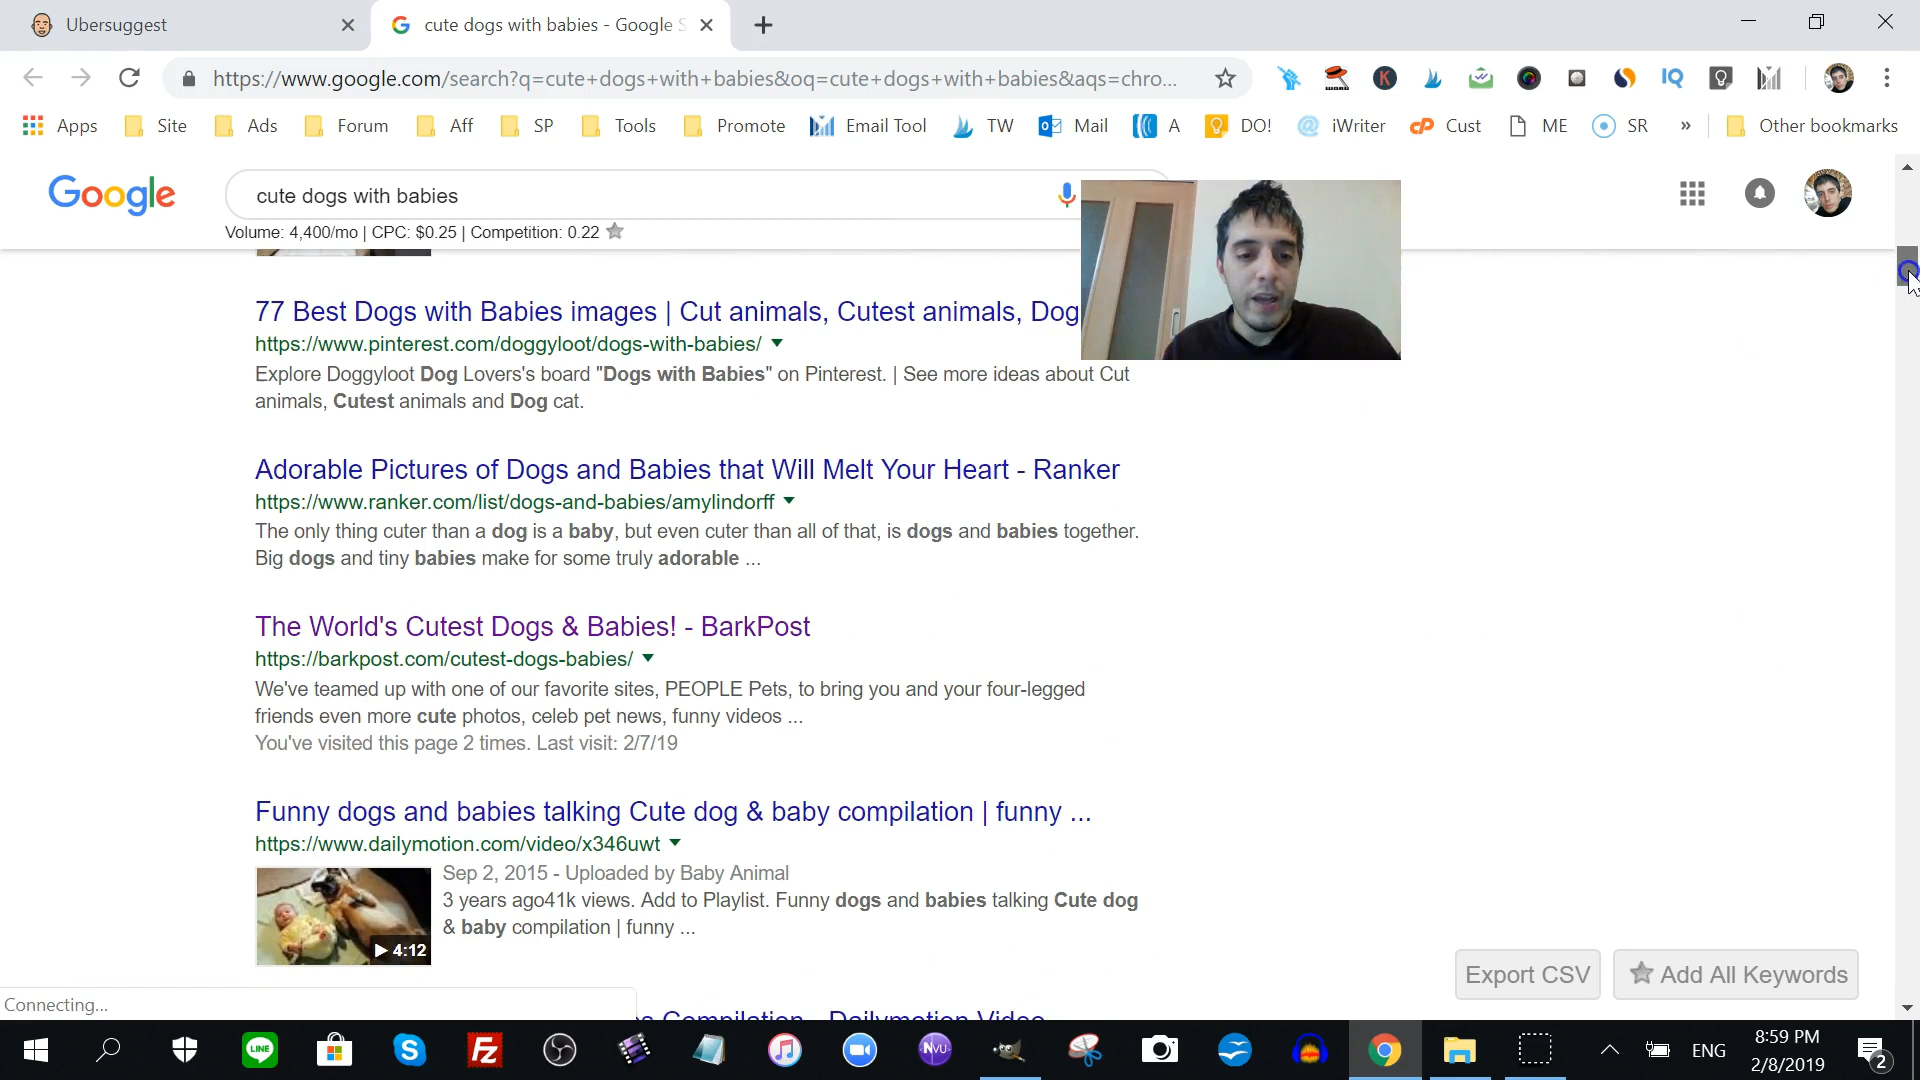 Ubersuggest
cute dogs with babies - Google S
https://www.google.com/search?q=cute+dogs+with+babies&oq=cute+dogs+with+babies&aqs=chro...
Apps Site Ads Forum Aff SP Tools Promote Email Tool TW Mail A DO! iWriter Cust ME SR » Other bookmarks
Google
cute dogs with babies
Volume: 4,400/mo | CPC: $0.25 | Competition: 0.22
77 Best Dogs with Babies images | Cut animals, Cutest animals, Dog
https://www.pinterest.com/doggyloot/dogs-with-babies/
Explore Doggyloot Dog Lovers's board "Dogs with Babies" on Pinterest. | See more ideas about Cut
animals, Cutest animals and Dog cat.
Adorable Pictures of Dogs and Babies that Will Melt Your Heart - Ranker
https://www.ranker.com/list/dogs-and-babies/amylindorff
The only thing cuter than a dog is a baby, but even cuter than all of that, is dogs and babies together.
Big dogs and tiny babies make for some truly adorable ...
The World's Cutest Dogs & Babies! - BarkPost
https://barkpost.com/cutest-dogs-babies/
We've teamed up with one of our favorite sites, PEOPLE Pets, to bring you and your four-legged
friends even more cute photos, celeb pet news, funny videos ...
You've visited this page 2 times. Last visit: 2/7/19
Funny dogs and babies talking Cute dog & baby compilation | funny ...
https://www.dailymotion.com/video/x346uwt
Sep 2, 2015 - Uploaded by Baby Animal
3 years ago41k views. Add to Playlist. Funny dogs and babies talking Cute dog
& baby compilation | funny ...
4:12
Export CSV
Add All Keywords
Connecting...
Compilation - Dailymotion Video
LINE
NVU
ENG
8:59 PM
2/8/2019
2